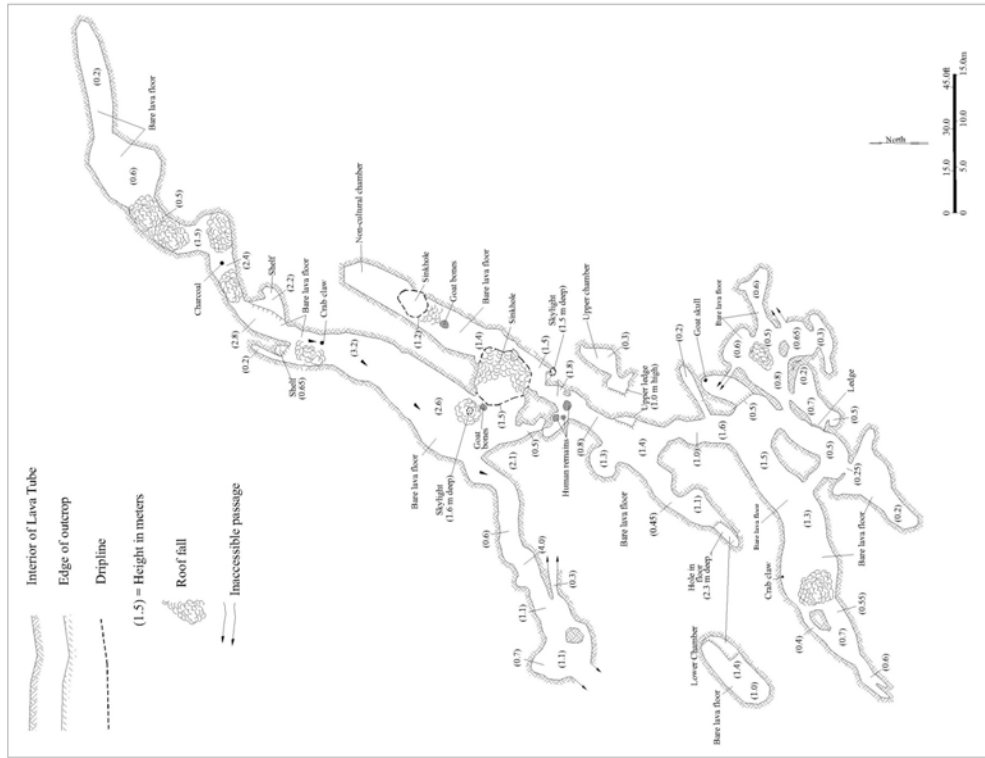 Interior of Lava Tube
Edge of outcrop
Dripline
(1.5) = Height in meters
Roof fall
Inaccessible passage
(0.2)
Bare lava floor
(0.6)
(0.5)
(1.5)
(2.4)
Charcoal
Shelf
(2.2)
Bare lava floor
Crab claw
(2.8)
(0.2)
Shelf
(0.65)
(3.2)
Non-cultural chamber
Sinkhole
Goat bones
Bare lava floor
(1.2)
(1.4)
Sinkhole
(2.6)
Bare lava floor
Skylight
(1.6 m deep)
Goat
bones
(1.5)
(1.5)
Skylight
(1.5 m deep)
(1.8)
Upper chamber
(0.3)
Upper ledge
(1.0 m high)
(2.1)
(0.5)
Human remains
(0.8)
(1.3)
(1.4)
(0.6)
(4.0)
(0.3)
(1.1)
(0.7)
(1.1)
Bare lava floor
(0.45)
(1.0)
(1.1)
Hole in
floor
(2.3 m deep
Lower Chamber
Bare lava floor
(1.4)
(1.0)
Bare lava floor
(0.2)
Goat skull
Bare lava floor
(1.6)
(0.5)
(0.6)
(0.6)
(0.5)
(0.65)
(0.3)
(0.8)
(0.2)
(0.7)
Ledge
(0.5)
(1.5)
(0.5)
(0.25)
(0.2)
Bare lava floor
Bare lava floor
(1.3)
Crab claw
(0.4)
(0.55)
(0.7)
(0.6)
Bare lava floor
North
0 15.0 30.0 45.0ft
0 5.0 10.0 15.0m